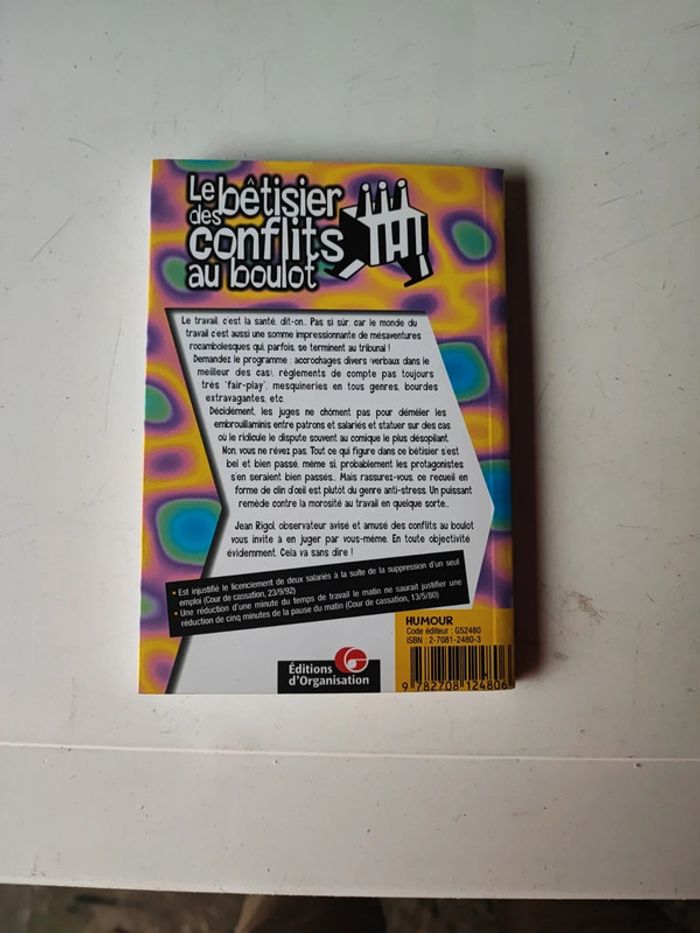 Le bêtisier
des
conflits
au boulot
Le travail, c'est la santé, dit-on... Pas si sûr, car le monde du
travail c'est aussi une somme impressionnante de mésaventures
rocambolesques qui, parfois, se terminent au tribunal !
Demandez le programme : accrochages divers (verbaux dans le
meilleur des cas), règlements de compte pas toujours
très "fair-play", mesquineries en tous genres, bourdes
extravagantes, etc.
Décidément, les juges ne chôment pas pour démêler les
embrouillaminis entre patrons et salariés et statuer sur des cas
où le ridicule le dispute souvent au comique le plus désopilant.
Non, vous ne rêvez pas. Tout ce qui figure dans ce bêtisier s'est
bel et bien passé, même si, probablement les protagonistes
s'en seraient bien passés... Mais rassurez-vous, ce recueil en
forme de clin d'œil est plutôt du genre anti-stress. Un puissant
remède contre la morosité au travail en quelque sorte...
Jean Rigol, observateur avisé et amusé des conflits au boulot
vous invite à en juger par vous-même. En toute objectivité
évidemment. Cela va sans dire !
• Est injustifié le licenciement de deux salariés à la suite de la suppression d'un seul
emploi (Cour de cassation, 23/9/92)
• Une réduction d'une minute du temps de travail le matin ne saurait justifier une
réduction de cinq minutes de la pause du matin (Cour de cassation, 13/5/80)
HUMOUR
Code éditeur : G52480
ISBN : 2-7081-2480-3
Éditions
d'Organisation
9 782708 124806